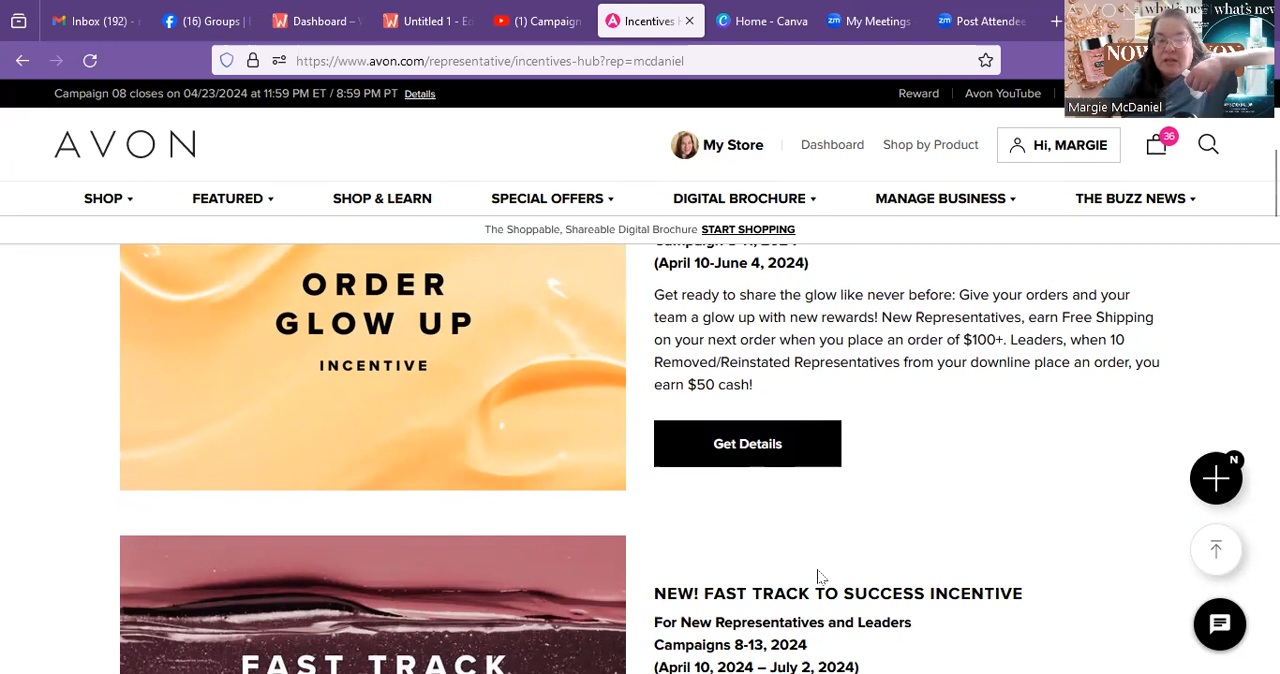 Inbox (192) -
(16) Groups
Dashboard –
Untitled 1 - E
(1) Campaign
Incentives
Home - Canva
My Meetings
Post Attendee
https://www.avon.com/representative/incentives-hub?rep=mcdaniel
what's new
what's new
NOW
AVON
Margie McDaniel
Campaign 08 closes on 04/23/2024 at 11:59 PM ET / 8:59 PM PT Details
Reward
Avon YouTube
AVON
My Store
Dashboard
Shop by Product
Hi, MARGIE
36
SHOP
FEATURED
SHOP & LEARN
SPECIAL OFFERS
DIGITAL BROCHURE
MANAGE BUSINESS
THE BUZZ NEWS
The Shoppable, Shareable Digital Brochure START SHOPPING
ORDER
GLOW UP
INCENTIVE
(April 10-June 4, 2024)
Get ready to share the glow like never before: Give your orders and your
team a glow up with new rewards! New Representatives, earn Free Shipping
on your next order when you place an order of $100+. Leaders, when 10
Removed/Reinstated Representatives from your downline place an order, you
earn $50 cash!
Get Details
N
FAST TRACK
NEW! FAST TRACK TO SUCCESS INCENTIVE
For New Representatives and Leaders
Campaigns 8-13, 2024
(April 10, 2024 – July 2, 2024)